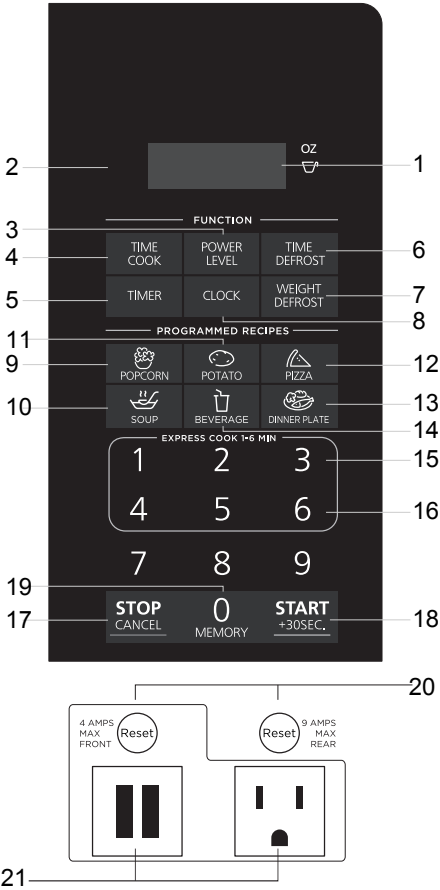 OZ
1
2
FUNCTION
3
4
TIME COOK
POWER LEVEL
TIME DEFROST
6
5
TIMER
CLOCK
WEIGHT DEFROST
7
8
PROGRAMMED RECIPES
11
9
POPCORN
POTATO
PIZZA
12
10
SOUP
BEVERAGE
DINNER PLATE
13
14
EXPRESS COOK 1-6 MIN
1 2 3
15
4 5 6
16
7 8 9
19
17
STOP
CANCEL
0
MEMORY
START
+30SEC.
18
20
4 AMPS
MAX
FRONT
Reset
Reset
9 AMPS
MAX
REAR
21